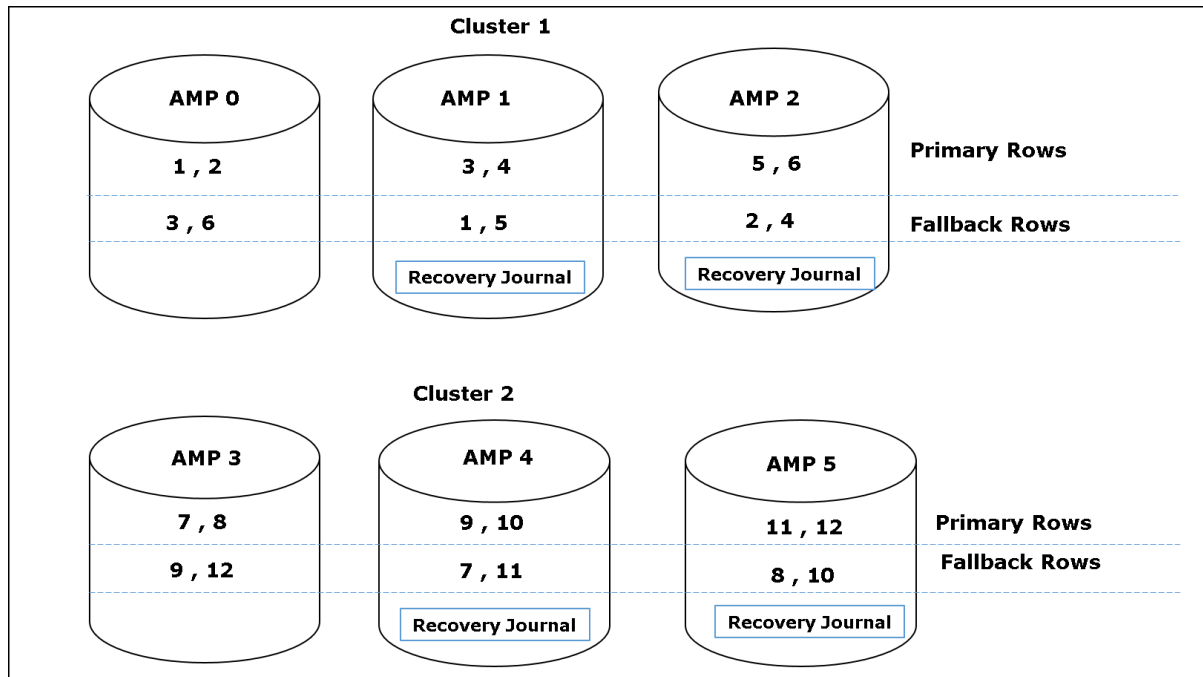 Cluster 1
AMP 0
AMP 1
AMP 2
1 , 2
3 , 4
5 , 6
Primary Rows
3 , 6
1 , 5
2 , 4
Fallback Rows
Recovery Journal
Recovery Journal
Cluster 2
AMP 3
AMP 4
AMP 5
7 , 8
9 , 10
11 , 12
Primary Rows
9 , 12
7 , 11
8 , 10
Fallback Rows
Recovery Journal
Recovery Journal